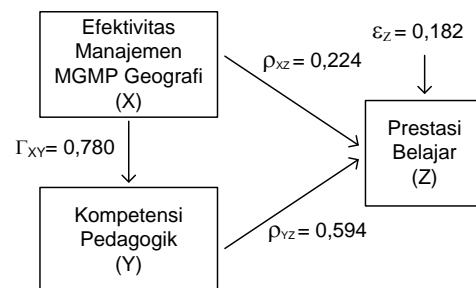 Efektivitas
Manajemen
MGMP Geografi
(X)
ρXZ = 0,224
εZ = 0,182
ΓXY = 0,780
Prestasi
Belajar
(Z)
Kompetensi
Pedagogik
(Y)
ρYZ = 0,594